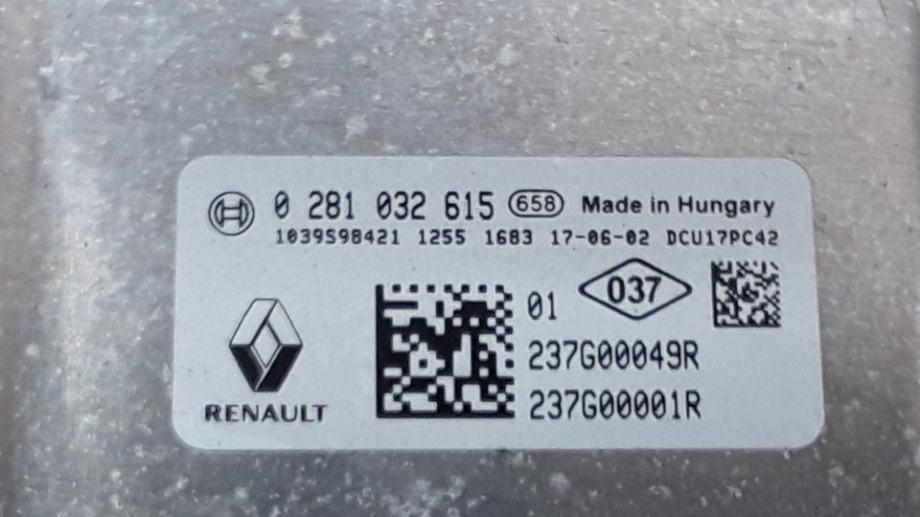 0 281 032 615 658 Made in Hungary
1039S98421 1255 1683 17-06-02 DCU17PC42
037
01
237G00049R
237G00001R
RENAULT